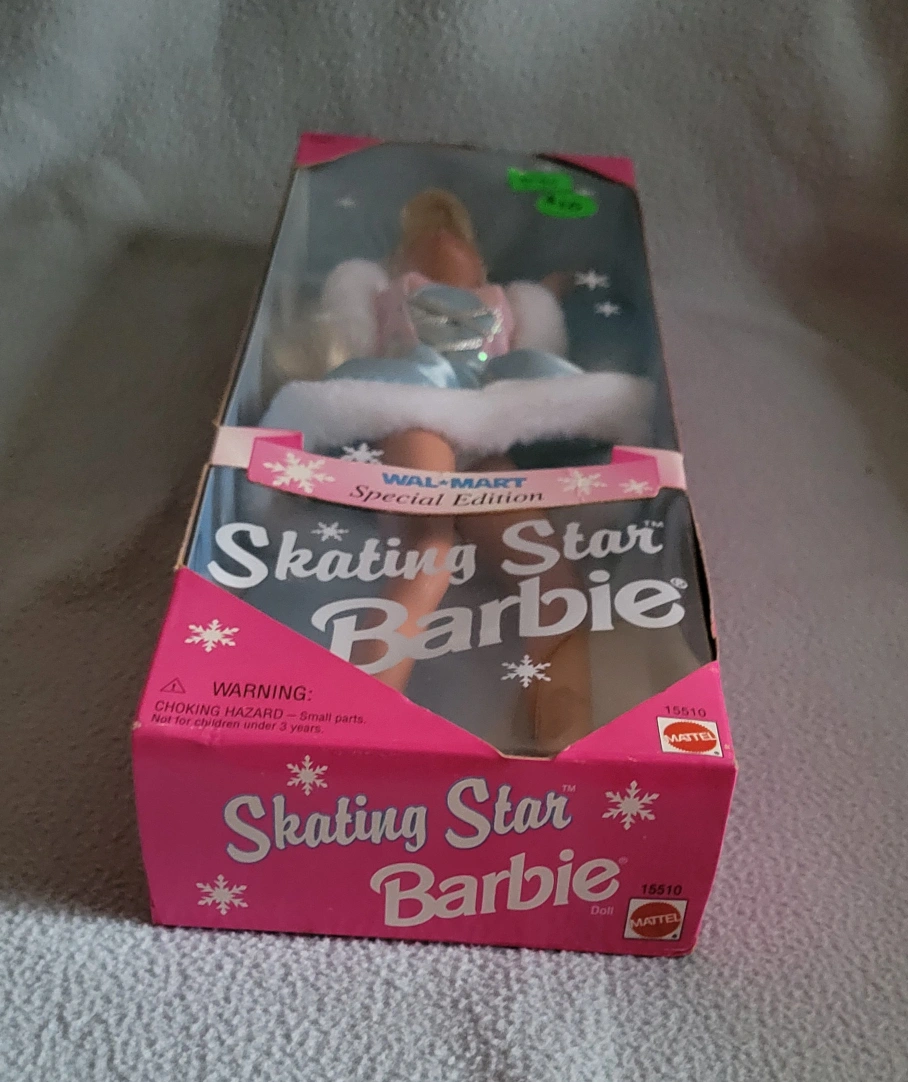 WAL★MART
Special Edition
Skating Star™
Barbie®
⚠ WARNING:
CHOKING HAZARD – Small parts.
Not for children under 3 years.
15510
MATTEL
Skating Star™
Barbie®
Doll
15510
MATTEL